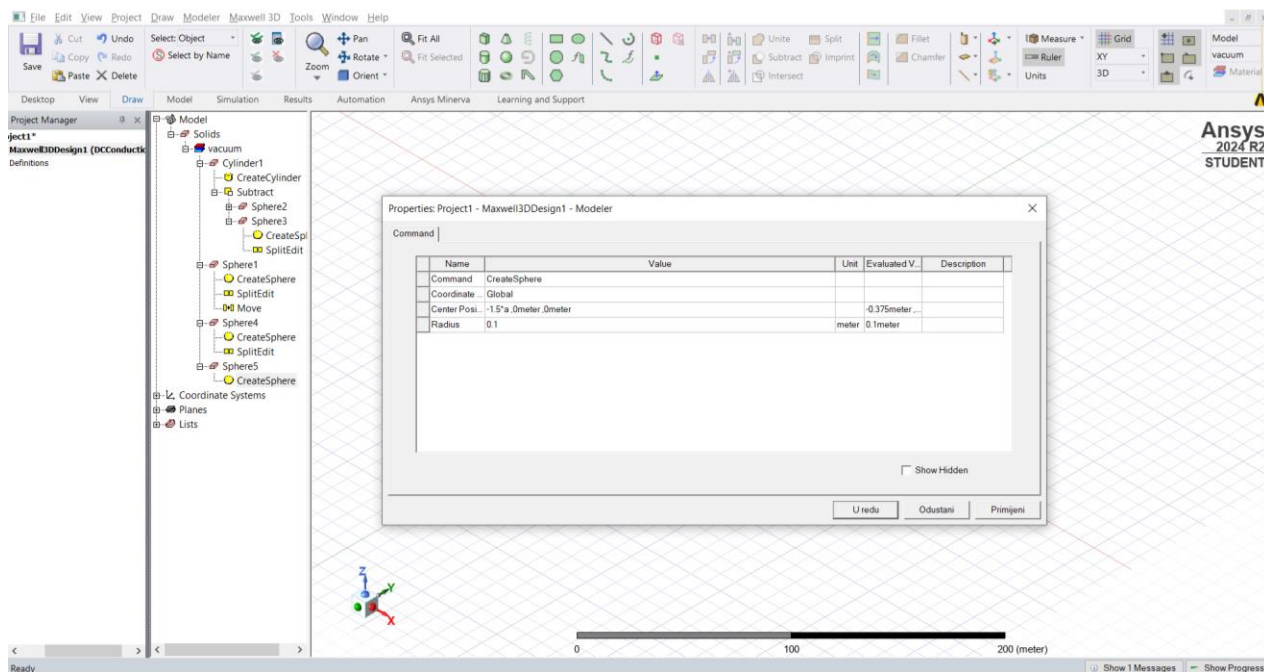 File Edit View Project Draw Modeler Maxwell 3D Tools Window Help
Save
Cut
Copy
Paste
Undo
Redo
Delete
Select: Object
Select by Name
Zoom
Pan
Rotate
Orient
Fit All
Fit Selected
Unite
Subtract
Intersect
Split
Imprint
Fillet
Chamfer
Measure
Ruler
Units
Grid
XY
3D
Model
vacuum
Material
Desktop View Draw Model Simulation Results Automation Ansys Minerva Learning and Support
Project Manager
ject1*
Maxwell3DDesign1 (DCConductic
Definitions
Model
Solids
vacuum
Cylinder1
CreateCylinder
Subtract
Sphere2
Sphere3
CreateSpl
SplitEdit
Sphere1
CreateSphere
SplitEdit
Move
Sphere4
CreateSphere
SplitEdit
Sphere5
CreateSphere
Coordinate Systems
Planes
Lists
Ansys
2024 R2
STUDENT
Properties: Project1 - Maxwell3DDesign1 - Modeler
Command
Name Value Unit Evaluated V... Description
Command CreateSphere
Coordinate ... Global
Center Posi... -1.5*a ,0meter ,0meter -0.375meter ,...
Radius 0.1 meter 0.1meter
Show Hidden
U redu Odustani Primijeni
Z
Y
X
0 100 200 (meter)
Ready
Show 1 Messages Show Progress